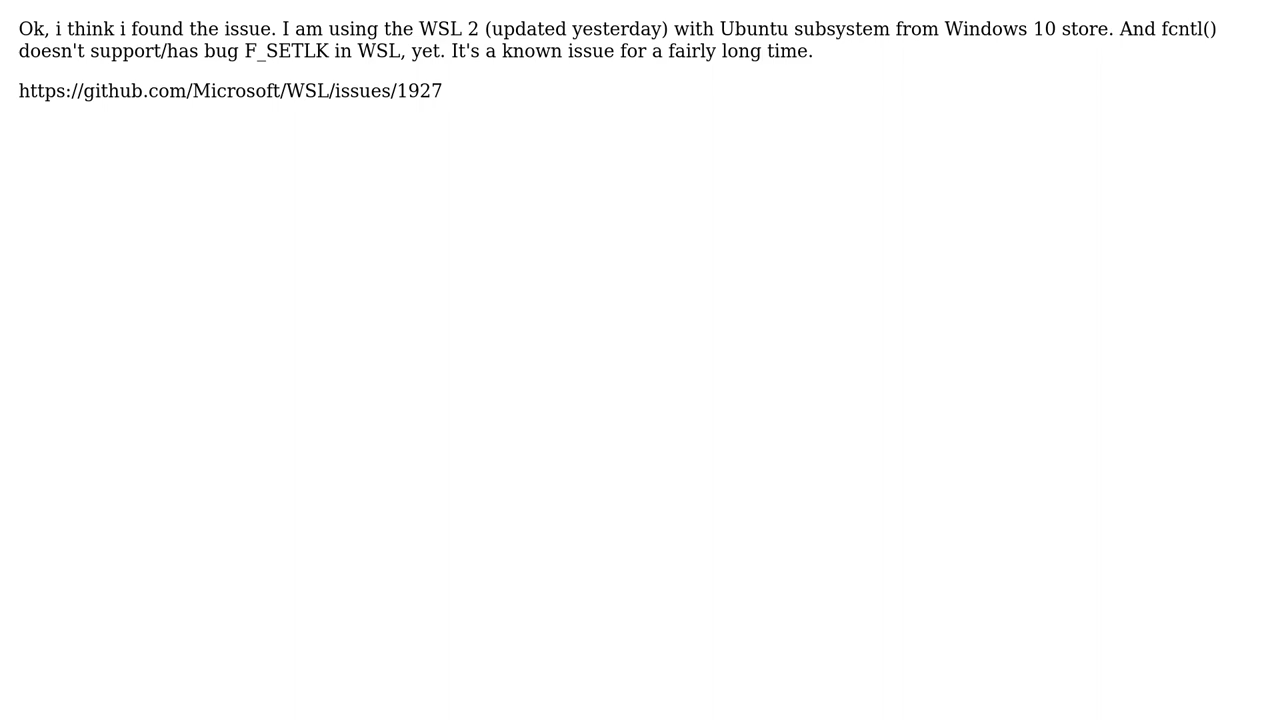 Ok, i think i found the issue. I am using the WSL 2 (updated yesterday) with Ubuntu subsystem from Windows 10 store. And fcntl()
doesn't support/has bug F_SETLK in WSL, yet. It's a known issue for a fairly long time.
https://github.com/Microsoft/WSL/issues/1927